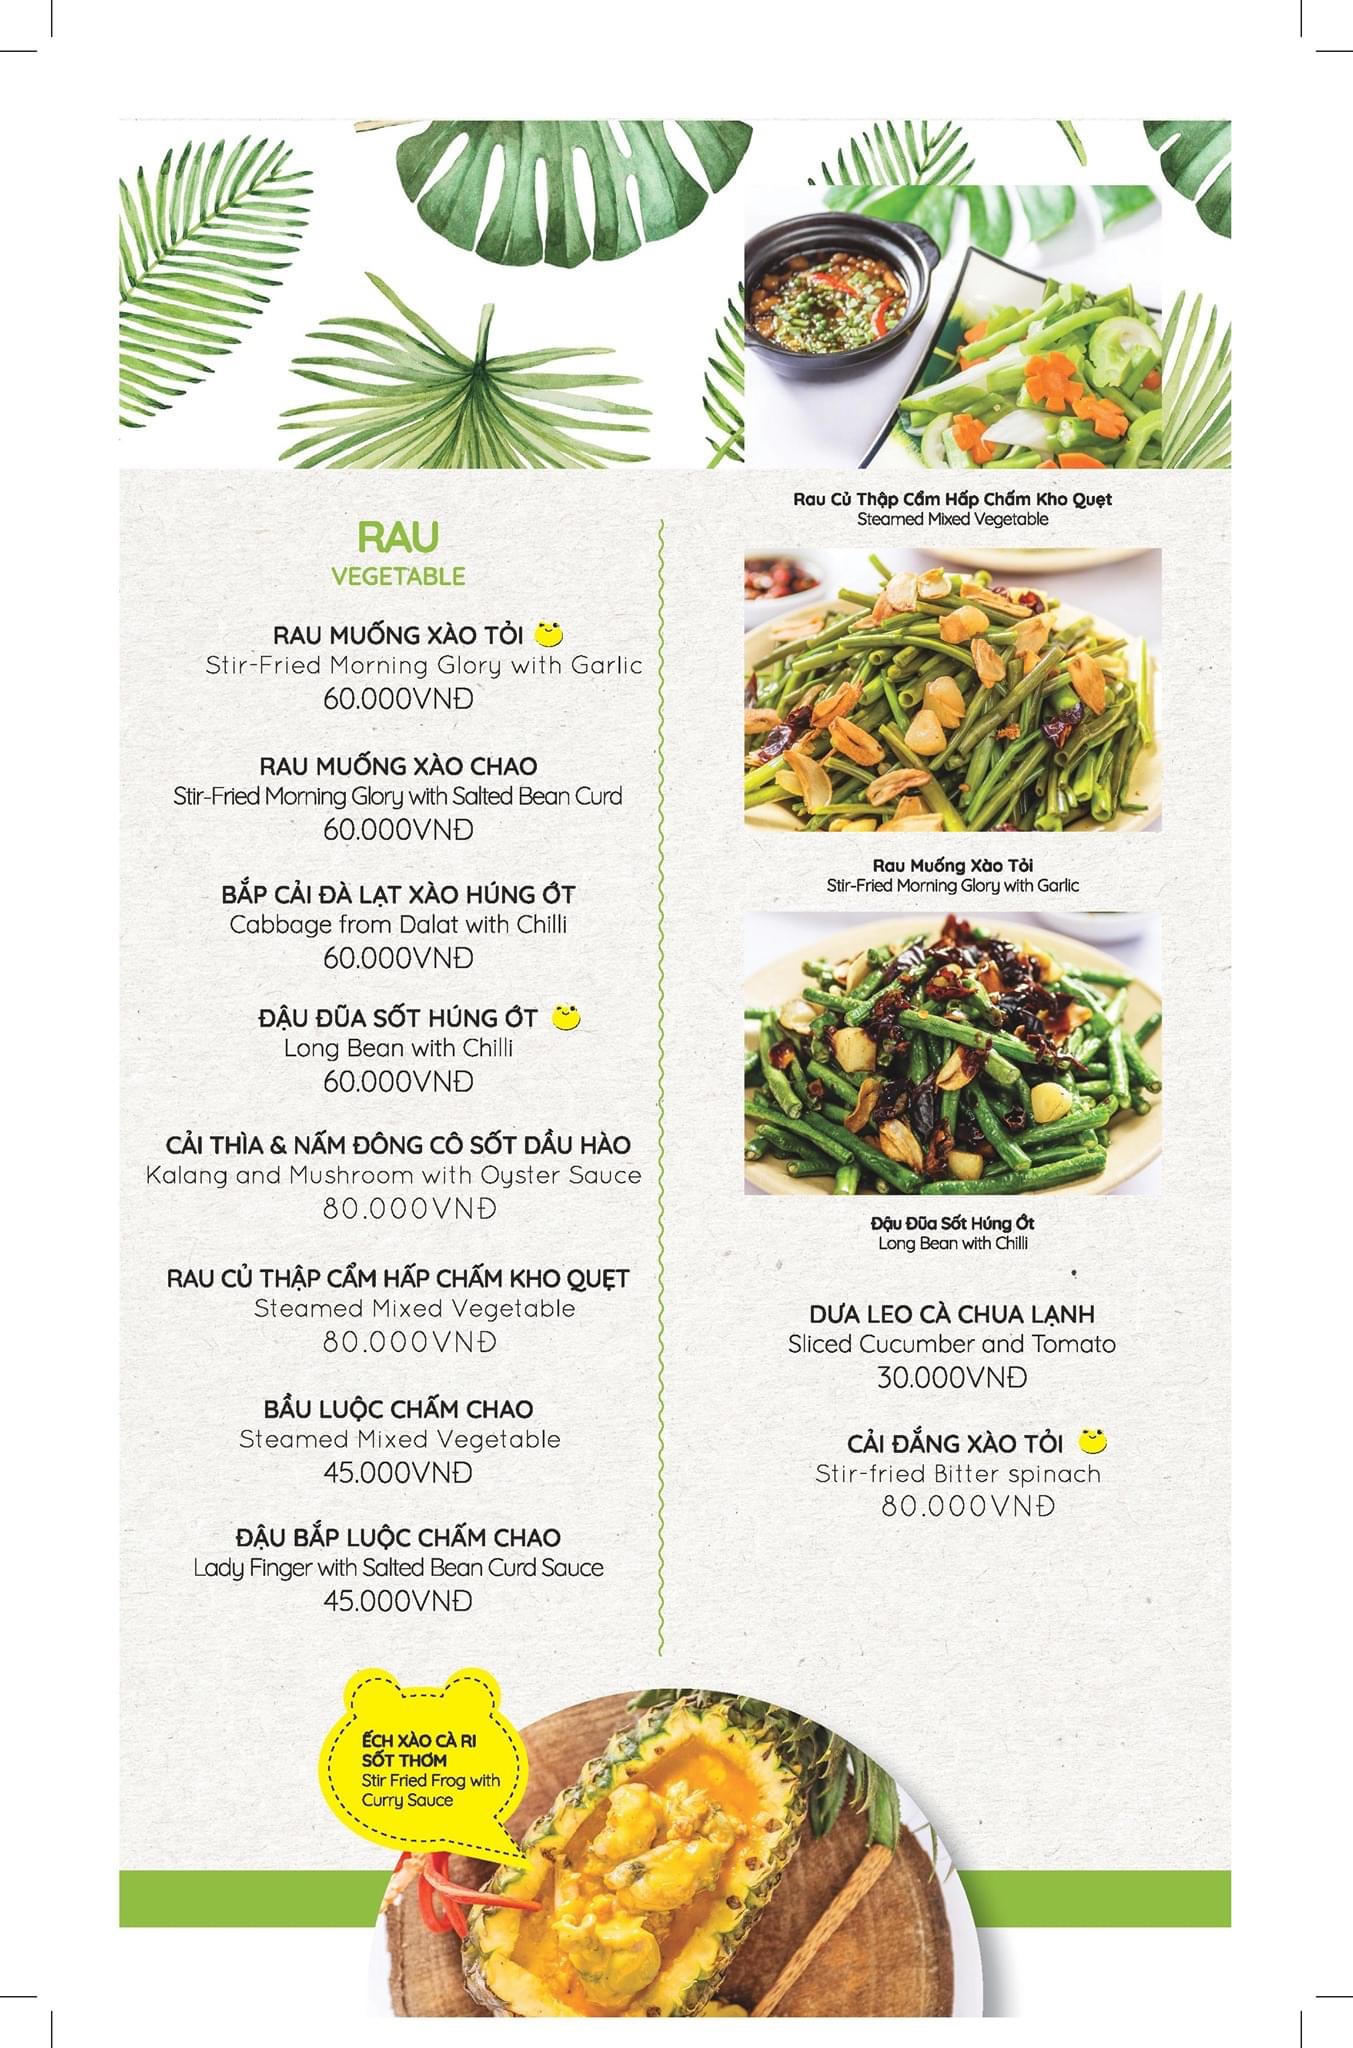 RAU
VEGETABLE
RAU MUỐNG XÀO TỎI
Stir-Fried Morning Glory with Garlic
60.000VNĐ
RAU MUỐNG XÀO CHAO
Stir-Fried Morning Glory with Salted Bean Curd
60.000VNĐ
BẮP CẢI ĐÀ LẠT XÀO HÚNG ỚT
Cabbage from Dalat with Chilli
60.000VNĐ
ĐẬU ĐŨA SỐT HÚNG ỚT
Long Bean with Chilli
60.000VNĐ
CẢI THÌA & NẤM ĐÔNG CÔ SỐT DẦU HÀO
Kalang and Mushroom with Oyster Sauce
80.000VNĐ
RAU CỦ THẬP CẨM HẤP CHẤM KHO QUẸT
Steamed Mixed Vegetable
80.000VNĐ
BẦU LUỘC CHẤM CHAO
Steamed Mixed Vegetable
45.000VNĐ
ĐẬU BẮP LUỘC CHẤM CHAO
Lady Finger with Salted Bean Curd Sauce
45.000VNĐ
Rau Củ Thập Cẩm Hấp Chấm Kho Quẹt
Steamed Mixed Vegetable
Rau Muống Xào Tỏi
Stir-Fried Morning Glory with Garlic
Đậu Đũa Sốt Húng Ớt
Long Bean with Chilli
DƯA LEO CÀ CHUA LẠNH
Sliced Cucumber and Tomato
30.000VNĐ
CẢI ĐẮNG XÀO TỎI
Stir-fried Bitter spinach
80.000VNĐ
ẾCH XÀO CÀ RI
SỐT THƠM
Stir Fried Frog with
Curry Sauce